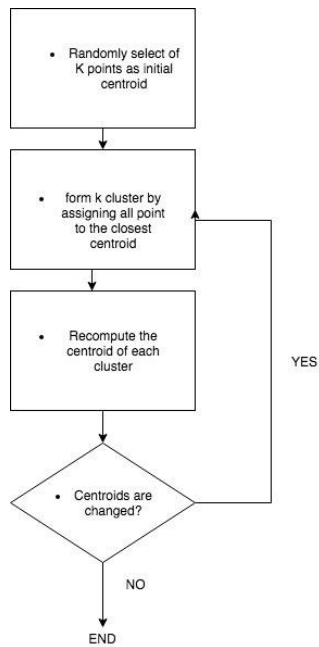 • Randomly select of
K points as initial
centroid
• form k cluster by
assigning all point
to the closest
centroid
• Recompute the
centroid of each
cluster
YES
• Centroids are
changed?
NO
END